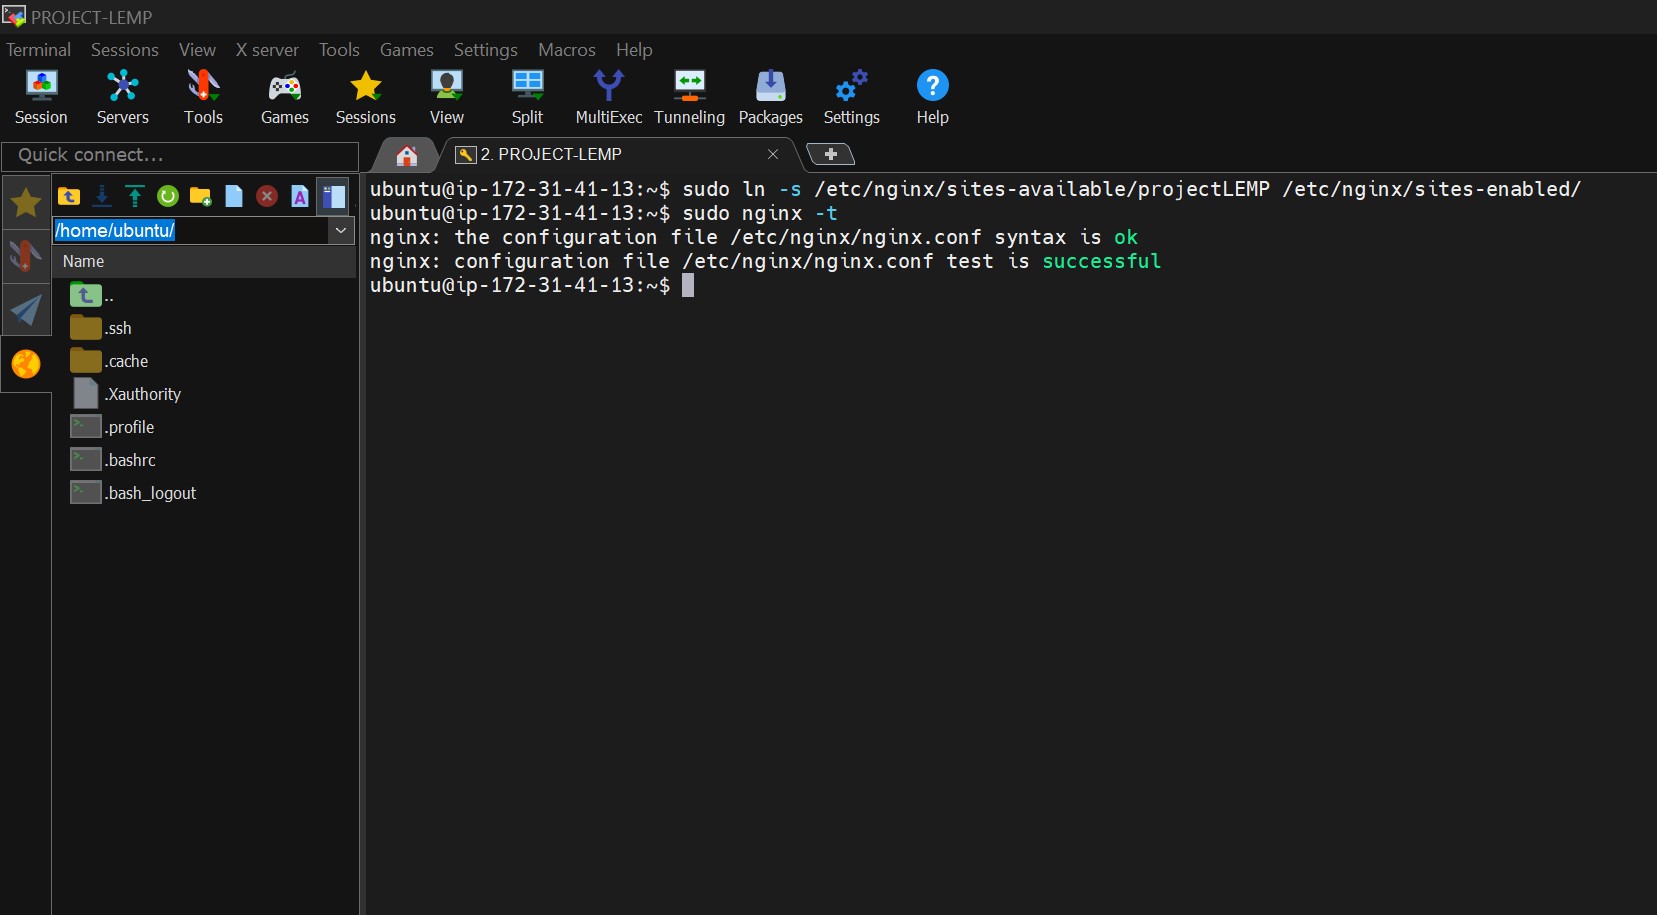 PROJECT-LEMP
Terminal Sessions View X server Tools Games Settings Macros Help
Session Servers Tools Games Sessions View Split MultiExec Tunneling Packages Settings Help
Quick connect...
2. PROJECT-LEMP
/home/ubuntu/
Name
..
.ssh
.cache
.Xauthority
.profile
.bashrc
.bash_logout
ubuntu@ip-172-31-41-13:~$ sudo ln -s /etc/nginx/sites-available/projectLEMP /etc/nginx/sites-enabled/
ubuntu@ip-172-31-41-13:~$ sudo nginx -t
nginx: the configuration file /etc/nginx/nginx.conf syntax is ok
nginx: configuration file /etc/nginx/nginx.conf test is successful
ubuntu@ip-172-31-41-13:~$